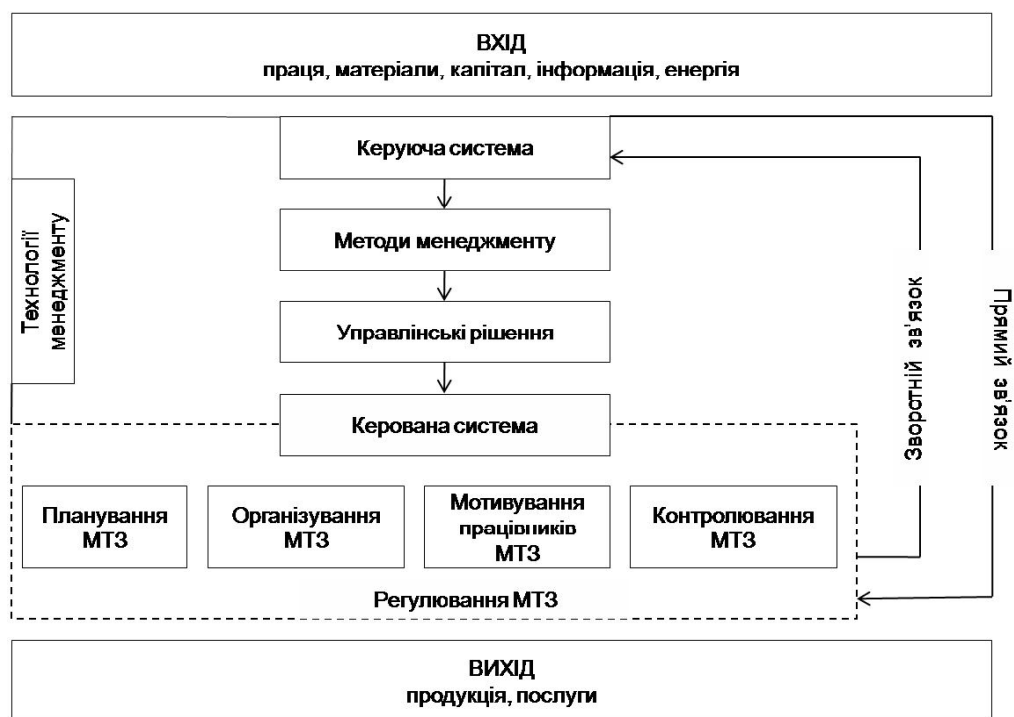 ВХІД
праця, матеріали, капітал, інформація, енергія
Керуюча система
Технології
менеджменту
Методи менеджменту
Управлінські рішення
Керована система
Зворотній зв'язок
Прямий зв'язок
Планування
МТЗ
Організування
МТЗ
Мотивування
працівників
МТЗ
Контролювання
МТЗ
Регулювання МТЗ
ВИХІД
продукція, послуги